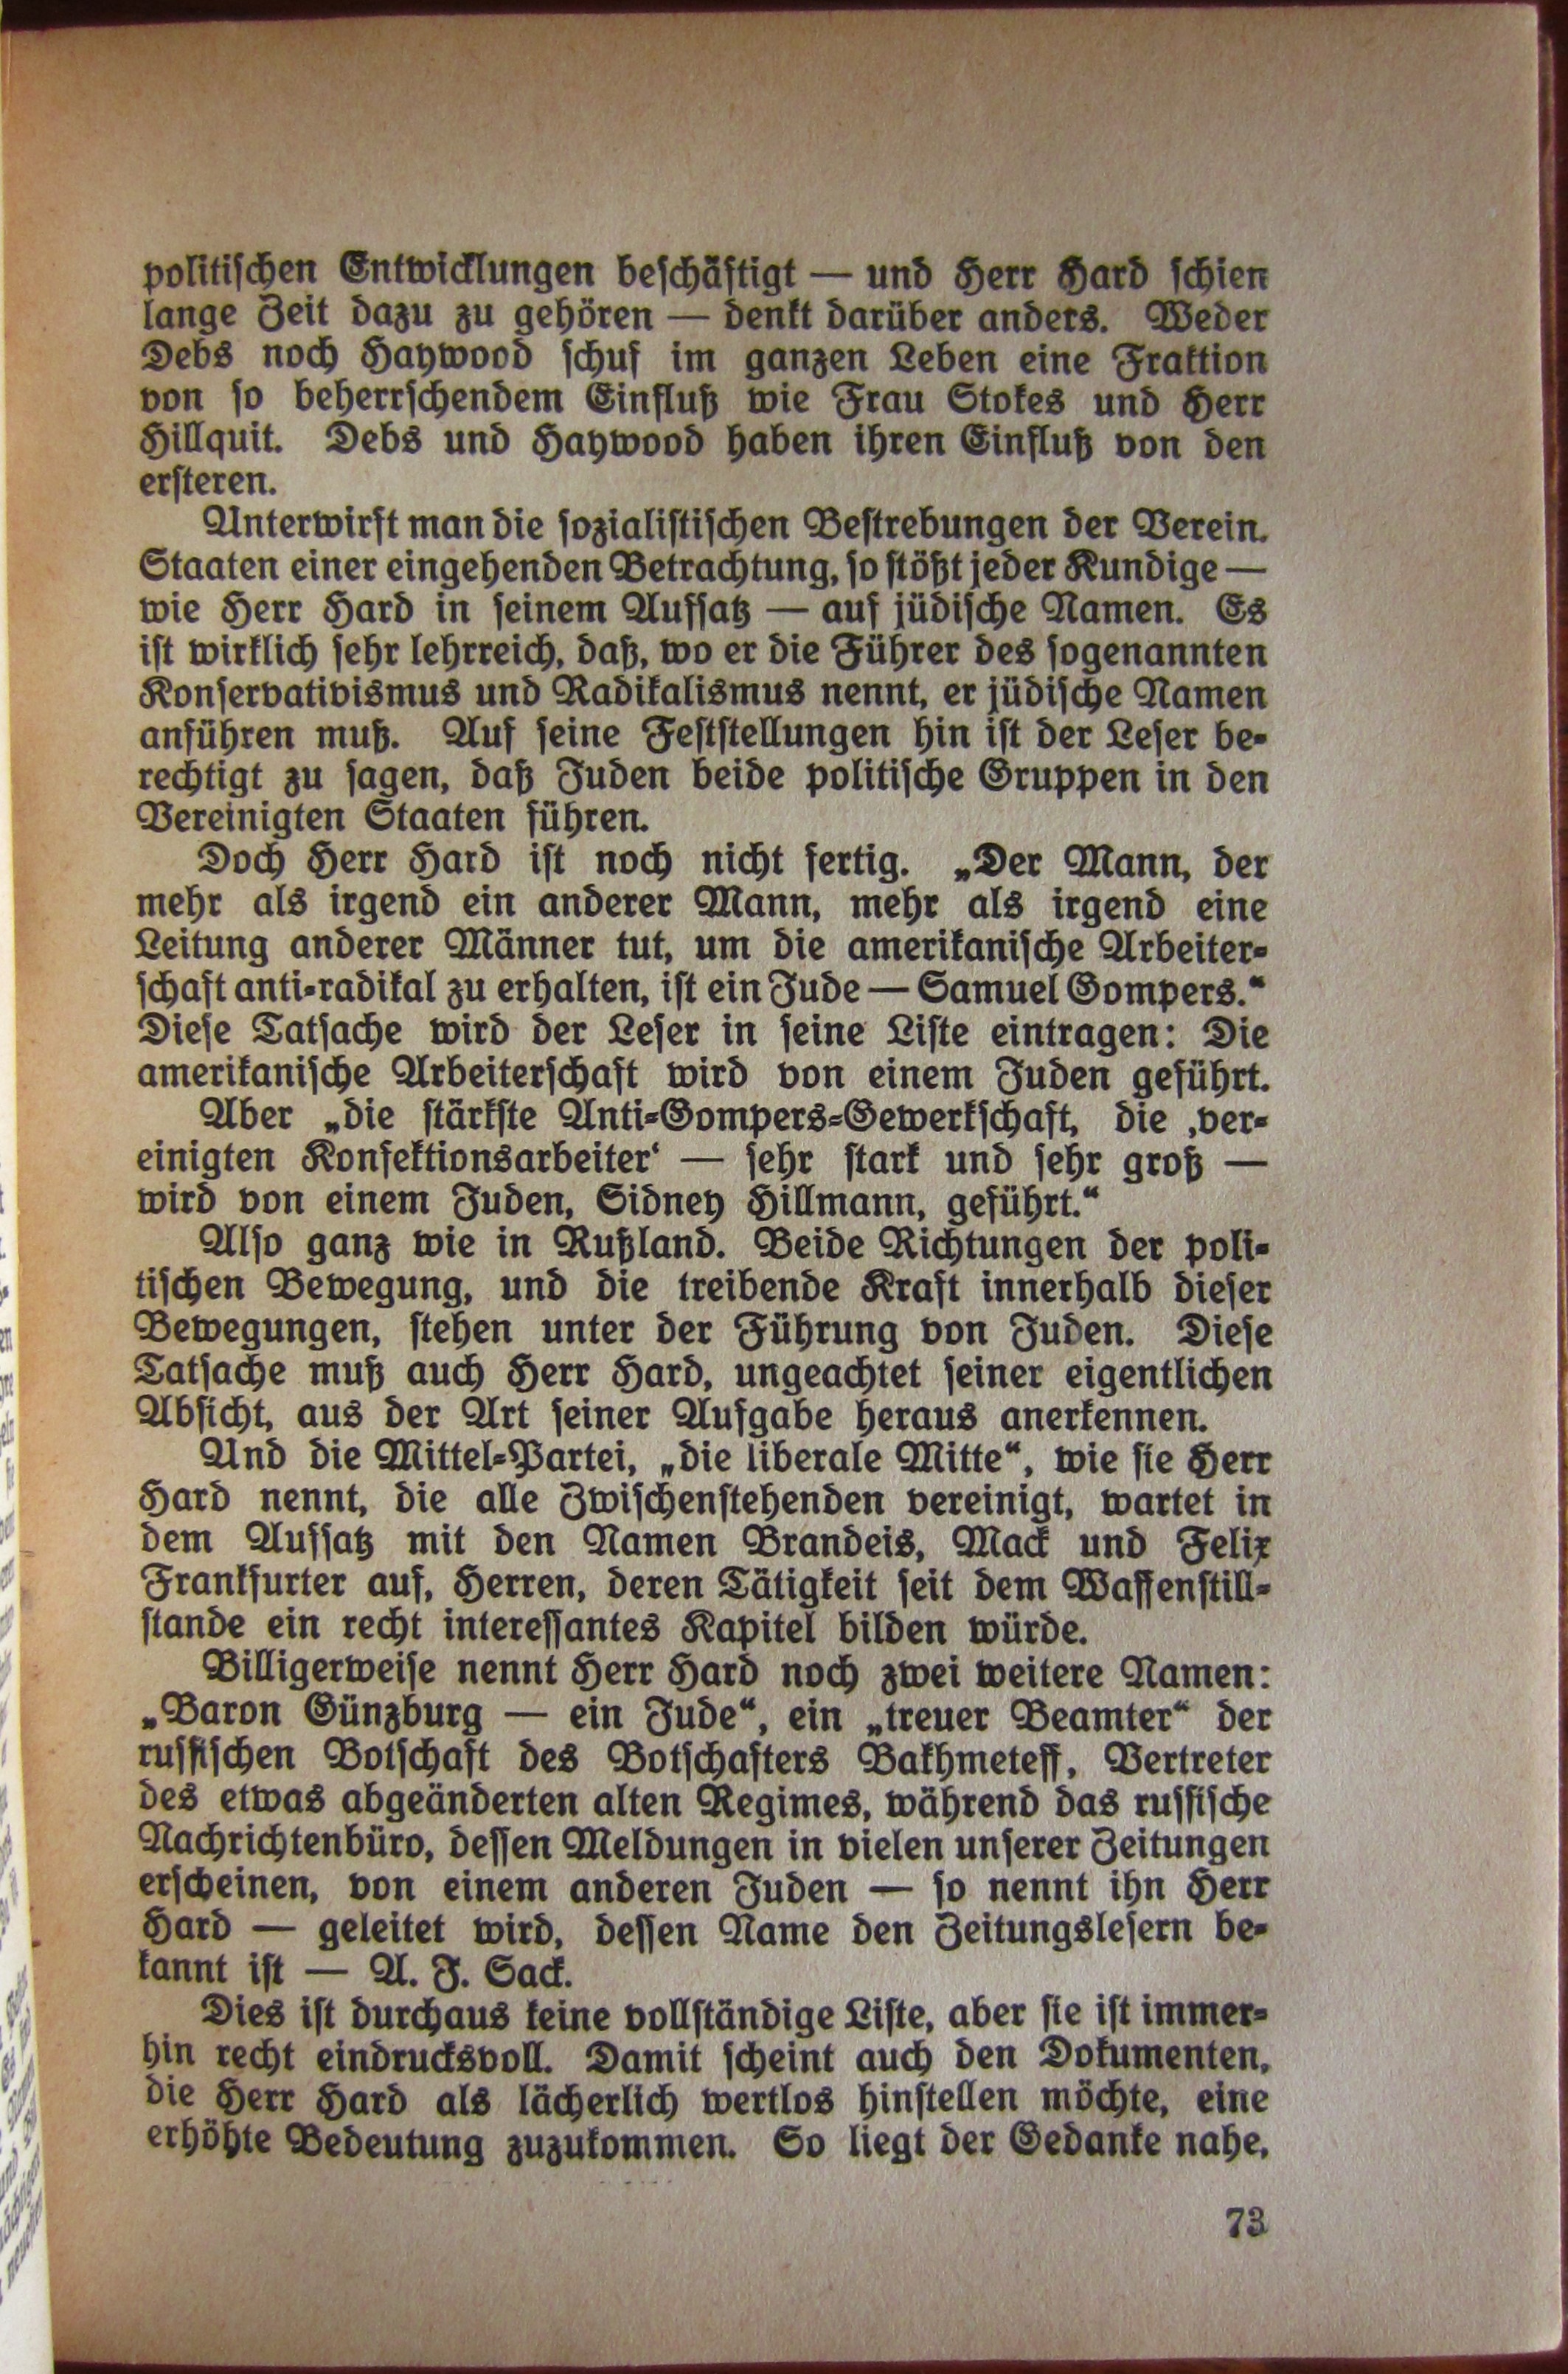 politischen Entwicklungen beschäftigt — und Herr Hard schien
lange Zeit dazu zu gehören — denkt darüber anders. Weder
Debs noch Haywood schuf im ganzen Leben eine Fraktion
von so beherrschendem Einfluß wie Frau Stokes und Herr
Hillquit. Debs und Haywood haben ihren Einfluß von den
ersteren.
Unterwirft man die sozialistischen Bestrebungen der Verein.
Staaten einer eingehenden Betrachtung, so stößt jeder Kundige —
wie Herr Hard in seinem Aufsatz — auf jüdische Namen. Es
ist wirklich sehr lehrreich, daß, wo er die Führer des sogenannten
Konservativismus und Radikalismus nennt, er jüdische Namen
anführen muß. Auf seine Feststellungen hin ist der Leser be-
rechtigt zu sagen, daß Juden beide politische Gruppen in den
Vereinigten Staaten führen.
Doch Herr Hard ist noch nicht fertig. „Der Mann, der
mehr als irgend ein anderer Mann, mehr als irgend eine
Leitung anderer Männer tut, um die amerikanische Arbeiter-
schaft anti-radikal zu erhalten, ist ein Jude — Samuel Gompers.“
Diese Tatsache wird der Leser in seine Liste eintragen: Die
amerikanische Arbeiterschaft wird von einem Juden geführt.
Aber „die stärkste Anti-Gompers-Gewerkschaft, die ‚ver-
einigten Konfektionsarbeiter‘ — sehr stark und sehr groß —
wird von einem Juden, Sidney Hillmann, geführt.“
Also ganz wie in Rußland. Beide Richtungen der poli-
tischen Bewegung, und die treibende Kraft innerhalb dieser
Bewegungen, stehen unter der Führung von Juden. Diese
Tatsache muß auch Herr Hard, ungeachtet seiner eigentlichen
Absicht, aus der Art seiner Aufgabe heraus anerkennen.
Und die Mittel-Partei, „die liberale Mitte“, wie sie Herr
Hard nennt, die alle Zwischenstehenden vereinigt, wartet in
dem Aufsatz mit den Namen Brandeis, Mack und Felix
Frankfurter auf, Herren, deren Tätigkeit seit dem Waffenstill-
stande ein recht interessantes Kapitel bilden würde.
Billigerweise nennt Herr Hard noch zwei weitere Namen:
„Baron Günzburg — ein Jude“, ein „treuer Beamter“ der
russischen Botschaft des Botschafters Bakhmeteff, Vertreter
des etwas abgeänderten alten Regimes, während das russische
Nachrichtenbüro, dessen Meldungen in vielen unserer Zeitungen
erscheinen, von einem anderen Juden — so nennt ihn Herr
Hard — geleitet wird, dessen Name den Zeitungslesern be-
kannt ist — A. J. Sack.
Dies ist durchaus keine vollständige Liste, aber sie ist immer-
hin recht eindrucksvoll. Damit scheint auch den Dokumenten,
die Herr Hard als lächerlich wertlos hinstellen möchte, eine
erhöhte Bedeutung zuzukommen. So liegt der Gedanke nahe,
73